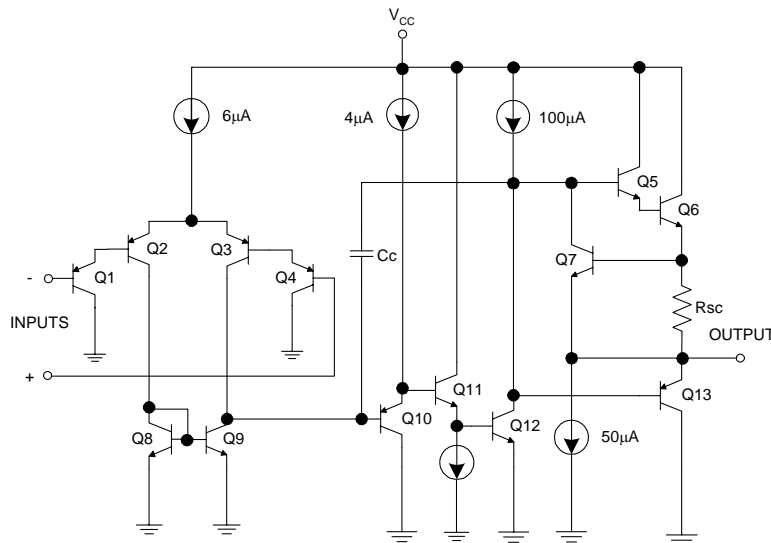 VCC
6µA
4µA
100µA
Q5
Q6
Q2
Q3
Q1
Q4
Cc
Q7
-
INPUTS
RSC
OUTPUT
+
Q11
Q13
Q8
Q9
Q10
Q12
50µA